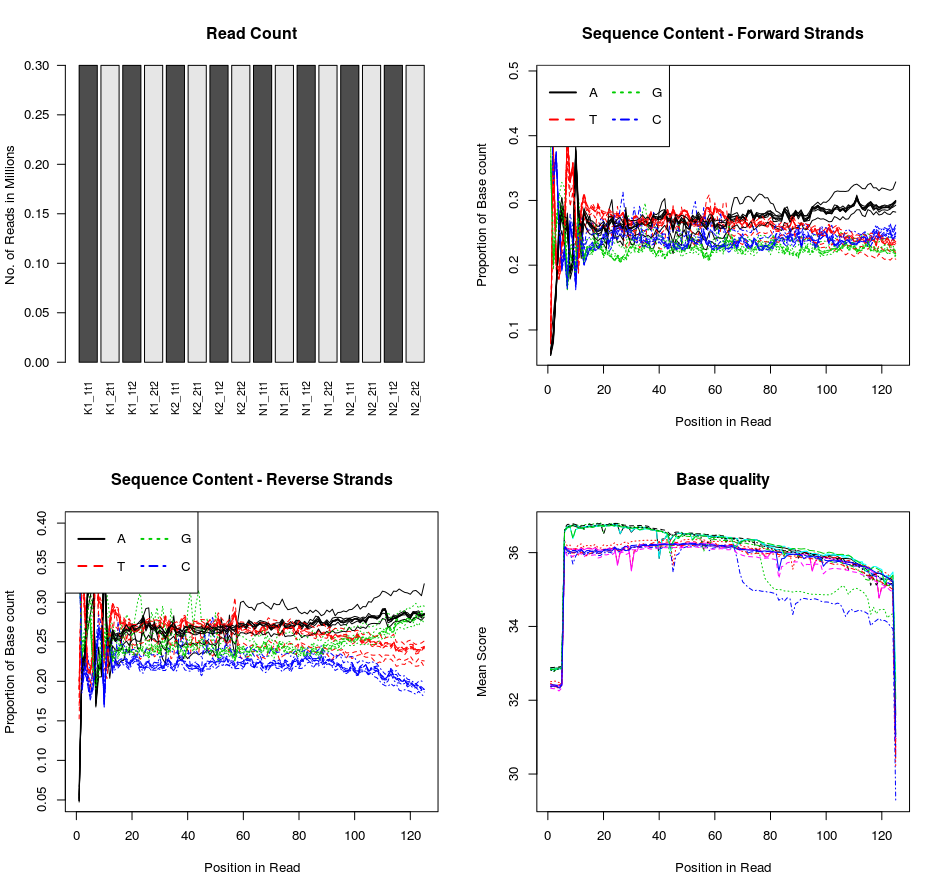 Read Count
No. of Reads in Millions
0.30
0.25
0.20
0.15
0.10
0.05
0.00
K1_1t1
K1_2t1
K1_1t2
K1_2t2
K2_1t1
K2_2t1
K2_1t2
K2_2t2
N1_1t1
N1_2t1
N1_1t2
N1_2t2
N2_1t1
N2_2t1
N2_1t2
N2_2t2
Sequence Content - Forward Strands
Proportion of Base count
0.5
0.4
0.3
0.2
0.1
A G
T C
0 20 40 60 80 100 120
Position in Read
Sequence Content - Reverse Strands
Proportion of Base count
0.40
0.35
0.30
0.25
0.20
0.15
0.10
0.05
A G
T C
0 20 40 60 80 100 120
Position in Read
Base quality
Mean Score
36
34
32
30
0 20 40 60 80 100 120
Position in Read